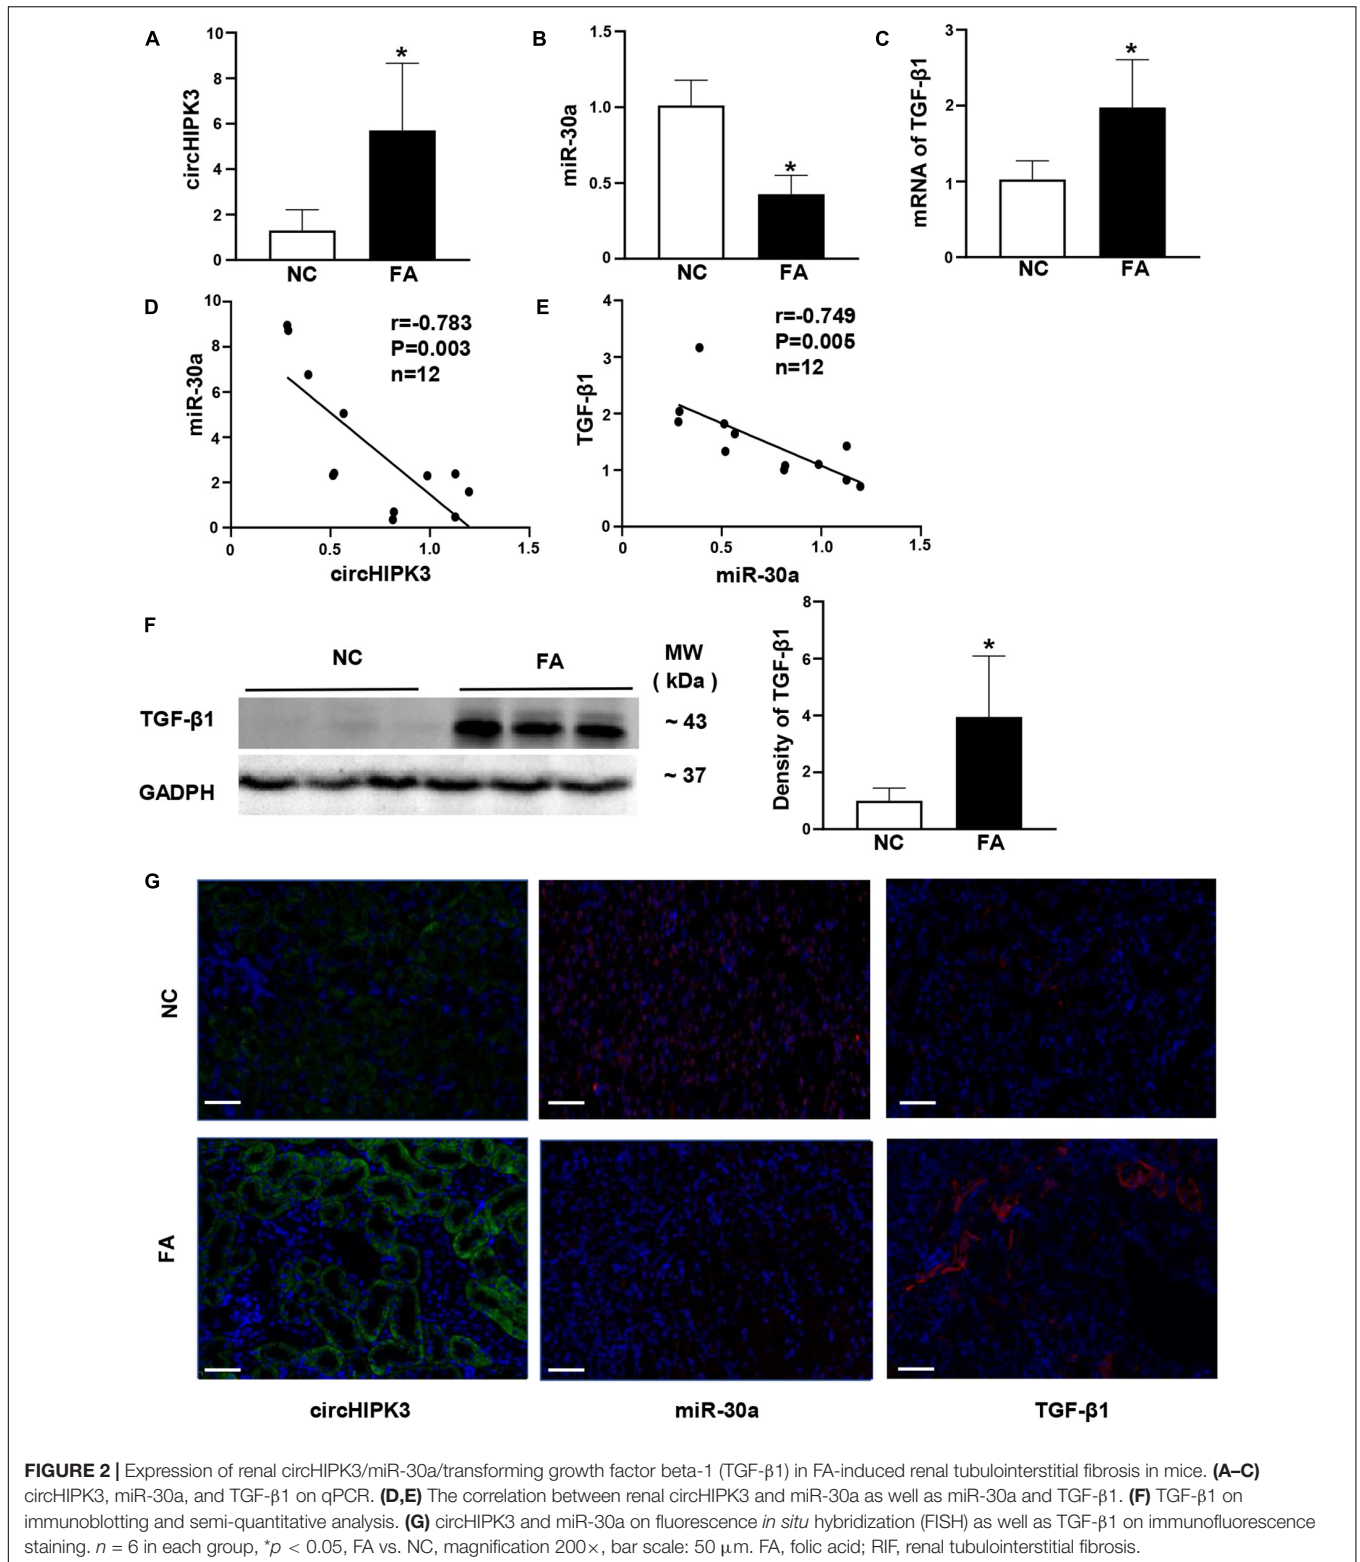 A
circHIPK3
10
8
6
4
2
0
*
NC FA
B
miR-30a
1.5
1.0
0.5
0
*
NC FA
C
mRNA of TGF-β1
3
2
1
0
*
NC FA
D
miR-30a
10
8
6
4
2
0
r=-0.783
P=0.003
n=12
0 0.5 1.0 1.5
circHIPK3
E
TGF-β1
4
3
2
1
0
r=-0.749
P=0.005
n=12
0 0.5 1.0 1.5
miR-30a
F
NC FA MW
( kDa )
TGF-β1 ~ 43
GADPH ~ 37
Density of TGF-β1
8
6
4
2
0
*
NC FA
G
NC
FA
circHIPK3 miR-30a TGF-β1
FIGURE 2 | Expression of renal circHIPK3/miR-30a/transforming growth factor beta-1 (TGF-β1) in FA-induced renal tubulointerstitial fibrosis in mice. (A–C)
circHIPK3, miR-30a, and TGF-β1 on qPCR. (D,E) The correlation between renal circHIPK3 and miR-30a as well as miR-30a and TGF-β1. (F) TGF-β1 on
immunoblotting and semi-quantitative analysis. (G) circHIPK3 and miR-30a on fluorescence in situ hybridization (FISH) as well as TGF-β1 on immunofluorescence
staining. n = 6 in each group, *p < 0.05, FA vs. NC, magnification 200×, bar scale: 50 μm. FA, folic acid; RIF, renal tubulointerstitial fibrosis.